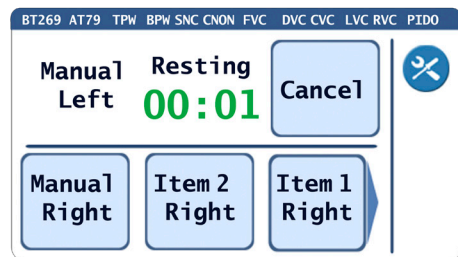 BT269 AT79 TPW BPW SNC CNON FVC DVC CVC LVC RVC PIDO
Manual
Left
Resting
00:01
Cancel
Manual
Right
Item 2
Right
Item 1
Right